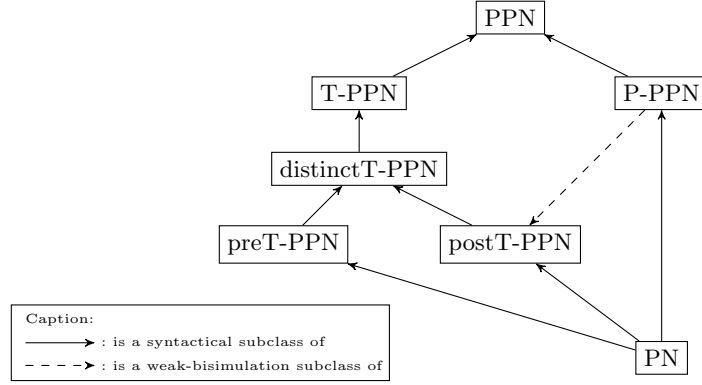 PPN
T-PPN P-PPN
distinctT-PPN
preT-PPN postT-PPN
Caption:
: is a syntactical subclass of
: is a weak-bisimulation subclass of
PN